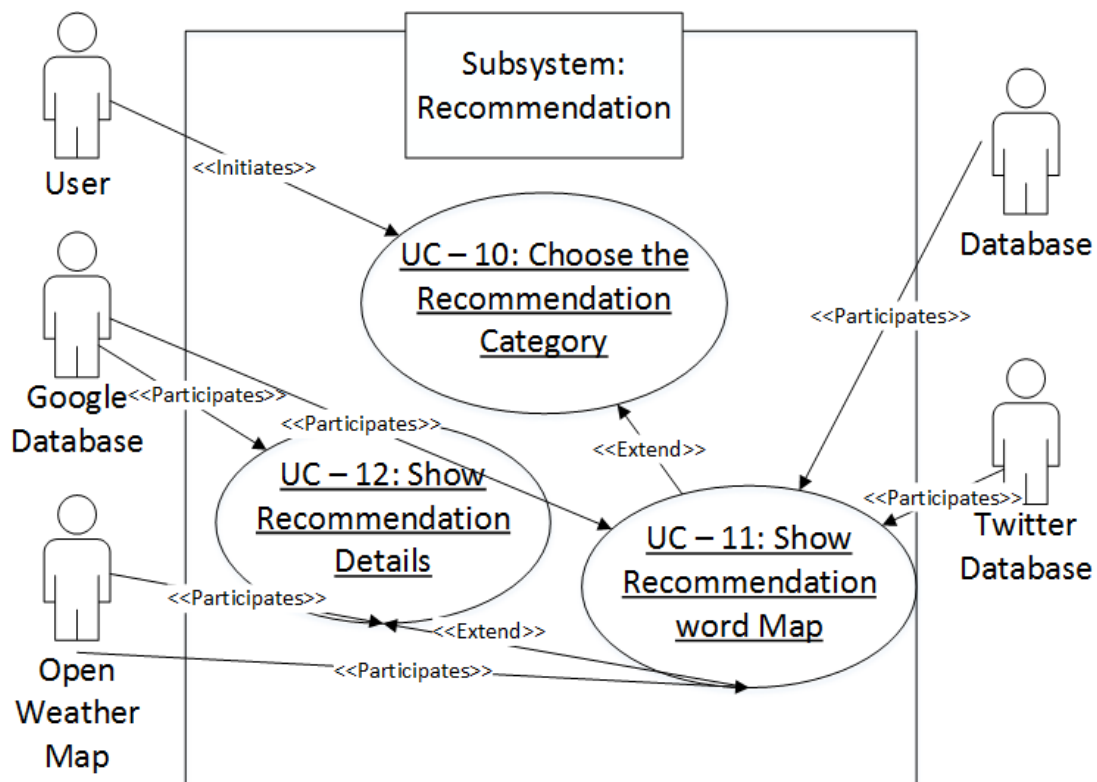 Subsystem:
Recommendation
User
<<Initiates>>
Database
UC – 10: Choose the
Recommendation
Category
<<Participates>>
Google
Database
<<Participates>>
<<Participates>>
<<Extend>>
UC – 12: Show
Recommendation
Details
<<Participates>>
Twitter
Database
UC – 11: Show
Recommendation
word Map
<<Participates>>
<<Extend>>
<<Participates>>
Open
Weather
Map